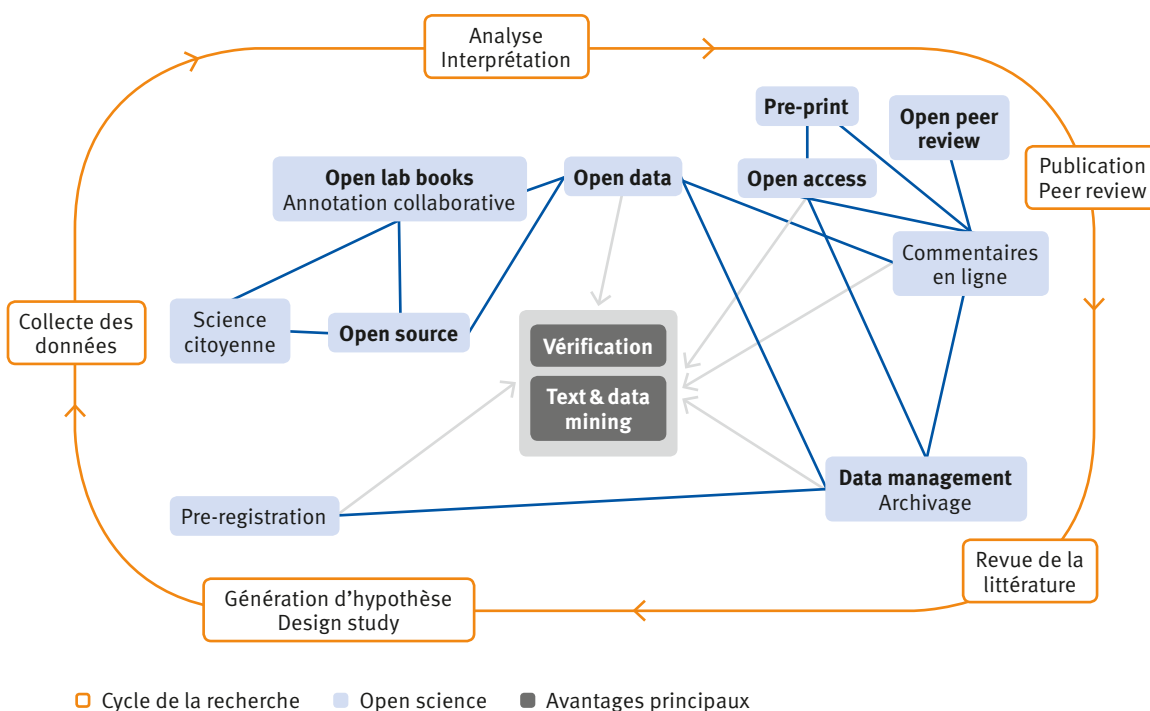 Analyse
Interprétation
Pre-print
Open peer
review
Publication
Peer review
Open lab books
Annotation collaborative
Open data
Open access
Commentaires
en ligne
Collecte des
données
Science
citoyenne
Open source
Vérification
Text & data
mining
Data management
Archivage
Pre-registration
Revue de la
littérature
Génération d’hypothèse
Design study
Cycle de la recherche
Open science
Avantages principaux